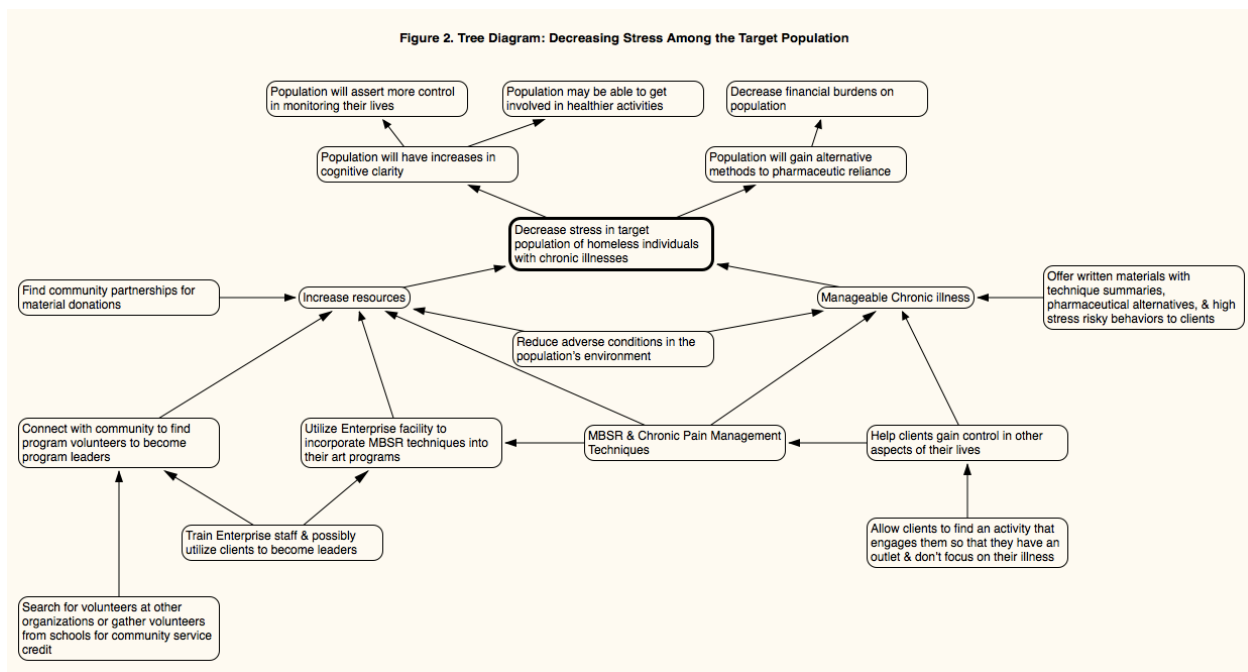 Figure 2. Tree Diagram: Decreasing Stress Among the Target Population
Population will assert more control
in monitoring their lives
Population may be able to get
involved in healthier activities
Decrease financial burdens on
population
Population will have increases in
cognitive clarity
Population will gain alternative
methods to pharmaceutic reliance
Decrease stress in target
population of homeless individuals
with chronic illnesses
Find community partnerships for
material donations
Increase resources
Manageable Chronic illness
Offer written materials with
technique summaries,
pharmaceutical alternatives, & high
stress risky behaviors to clients
Reduce adverse conditions in the
population's environment
Connect with community to find
program volunteers to become
program leaders
Utilize Enterprise facility to
incorporate MBSR techniques into
their art programs
MBSR & Chronic Pain Management
Techniques
Help clients gain control in other
aspects of their lives
Train Enterprise staff & possibly
utilize clients to become leaders
Allow clients to find an activity that
engages them so that they have an
outlet & don't focus on their illness
Search for volunteers at other
organizations or gather volunteers
from schools for community service
credit